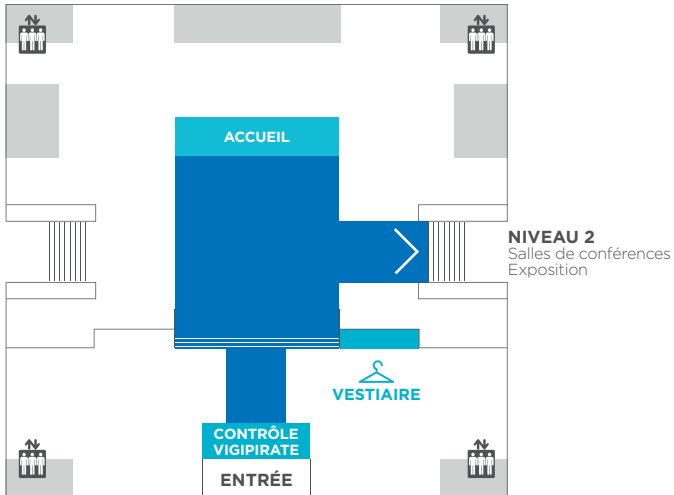 ACCUEIL
NIVEAU 2
Salles de conférences
Exposition
VESTIAIRE
CONTRÔLE
VIGIPIRATE
ENTRÉE